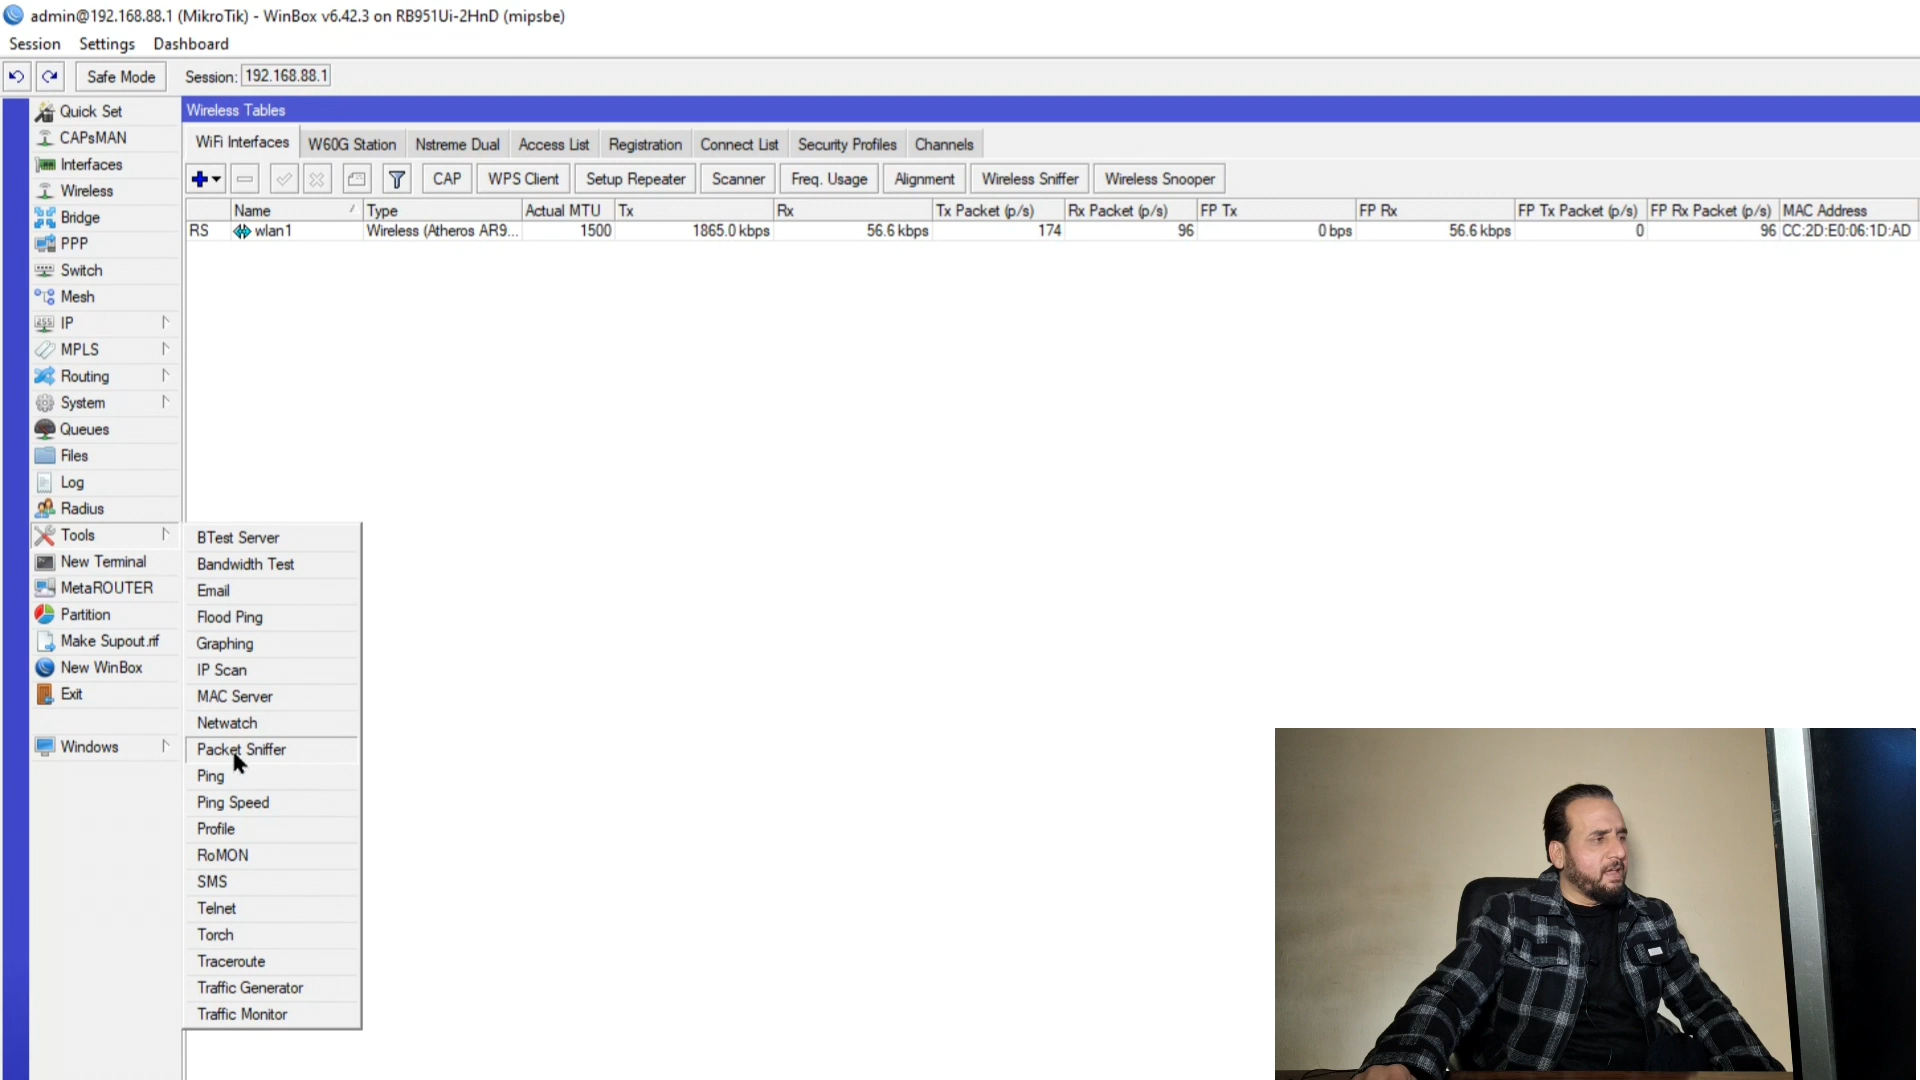 admin@192.168.88.1 (MikroTik) - WinBox v6.42.3 on RB951Ui-2HnD (mipsbe)
Session Settings Dashboard
Safe Mode Session: 192.168.88.1
Wireless Tables
WiFi Interfaces W60G Station Nstreme Dual Access List Registration Connect List Security Profiles Channels
CAP WPS Client Setup Repeater Scanner Freq. Usage Alignment Wireless Sniffer Wireless Snooper
Name / Type Actual MTU Tx Rx Tx Packet (p/s) Rx Packet (p/s) FP Tx FP Rx FP Tx Packet (p/s) FP Rx Packet (p/s) MAC Address
RS wlan1 Wireless (Atheros AR9... 1500 1865.0 kbps 56.6 kbps 174 96 0 bps 56.6 kbps 0 96 CC:2D:E0:06:1D:AD
Quick Set
CAPsMAN
Interfaces
Wireless
Bridge
PPP
Switch
Mesh
IP
MPLS
Routing
System
Queues
Files
Log
Radius
Tools
New Terminal
MetaROUTER
Partition
Make Supout.rif
New WinBox
Exit
Windows
BTest Server
Bandwidth Test
Email
Flood Ping
Graphing
IP Scan
MAC Server
Netwatch
Packet Sniffer
Ping
Ping Speed
Profile
RoMON
SMS
Telnet
Torch
Traceroute
Traffic Generator
Traffic Monitor